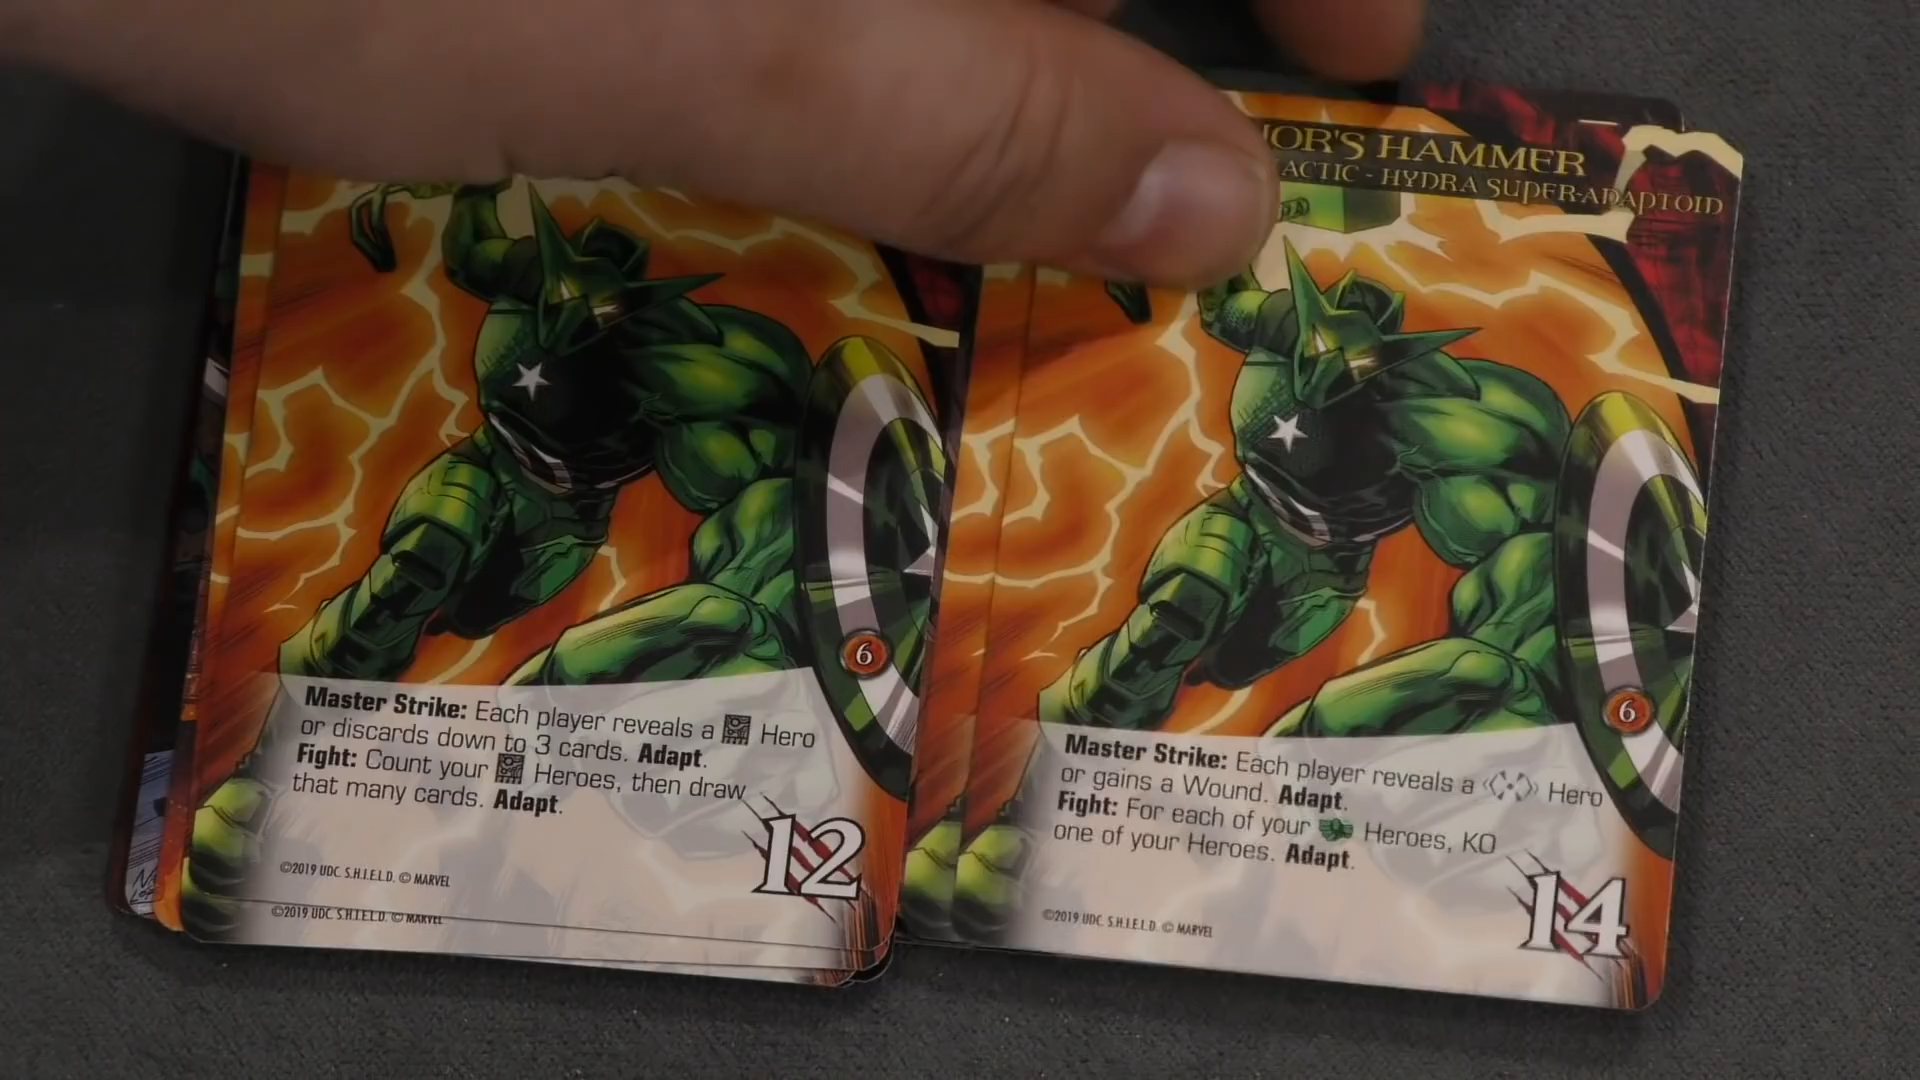 HOR'S HAMMER
ACTIC - HYDRA SUPER-ADAPTOID
6
Master Strike: Each player reveals a Hero
or discards down to 3 cards. Adapt.
Fight: Count your Heroes, then draw
that many cards. Adapt.
12
©2019 UDC. S.H.I.E.L.D. © MARVEL
©2019 UDC. S.H.I.E.L.D. © MARVEL
6
Master Strike: Each player reveals a Hero
or gains a Wound. Adapt.
Fight: For each of your Heroes, KO
one of your Heroes. Adapt.
14
©2019 UDC. S.H.I.E.L.D. © MARVEL